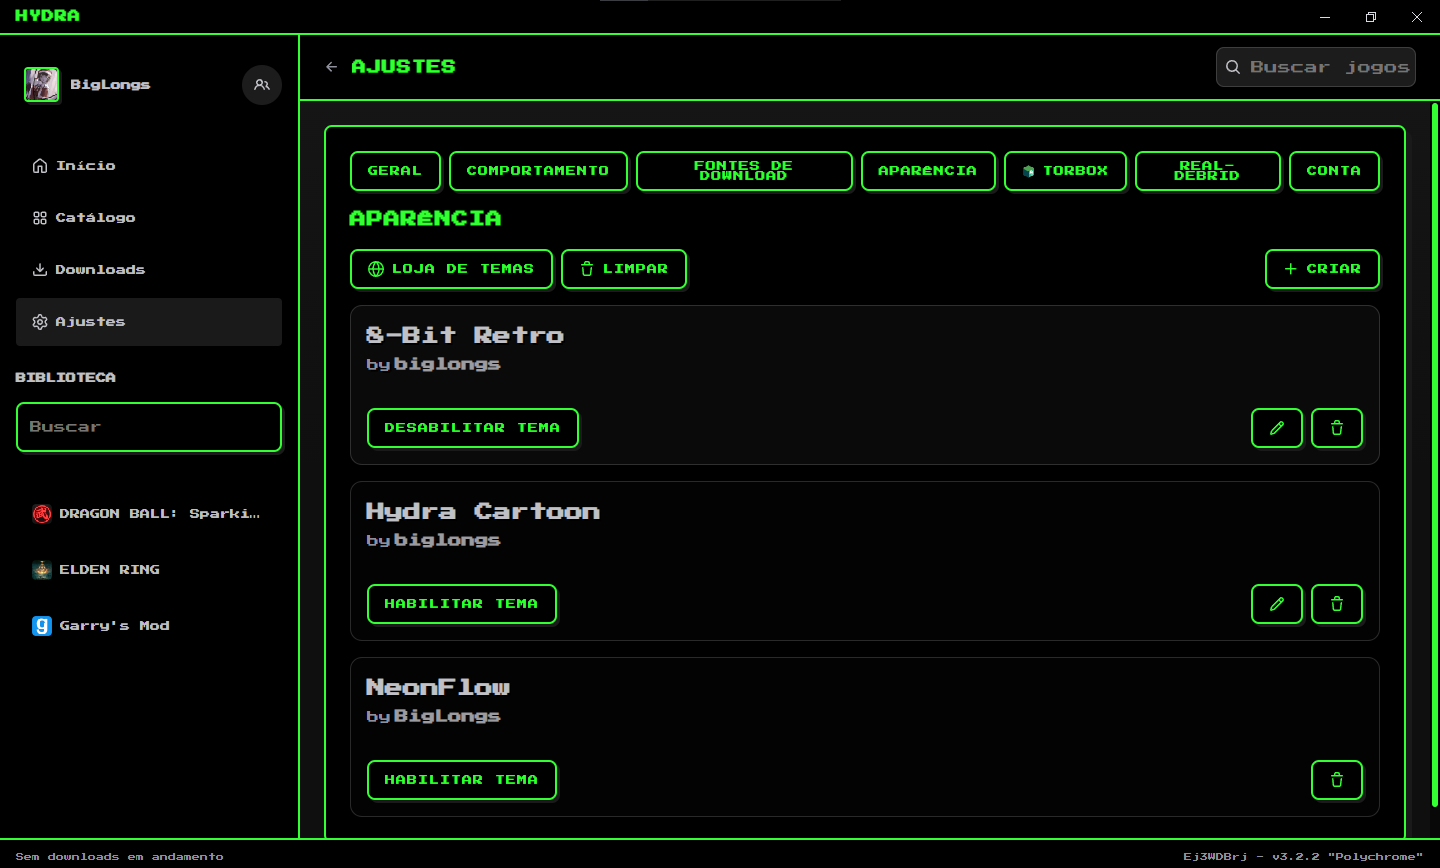 HYDRA
BigLongs
Início
Catálogo
Downloads
Ajustes
BIBLIOTECA
Buscar
DRAGON BALL: Sparki…
ELDEN RING
Garry's Mod
AJUSTES
Buscar jogos
GERAL
COMPORTAMENTO
FONTES DE
DOWNLOAD
APARÊNCIA
TORBOX
REAL-
DEBRID
CONTA
APARÊNCIA
LOJA DE TEMAS
LIMPAR
CRIAR
8-Bit Retro
by biglongs
DESABILITAR TEMA
Hydra Cartoon
by biglongs
HABILITAR TEMA
NeonFlow
by BigLongs
HABILITAR TEMA
Sem downloads em andamento
Ej3WDBrj - v3.2.2 "Polychrome"